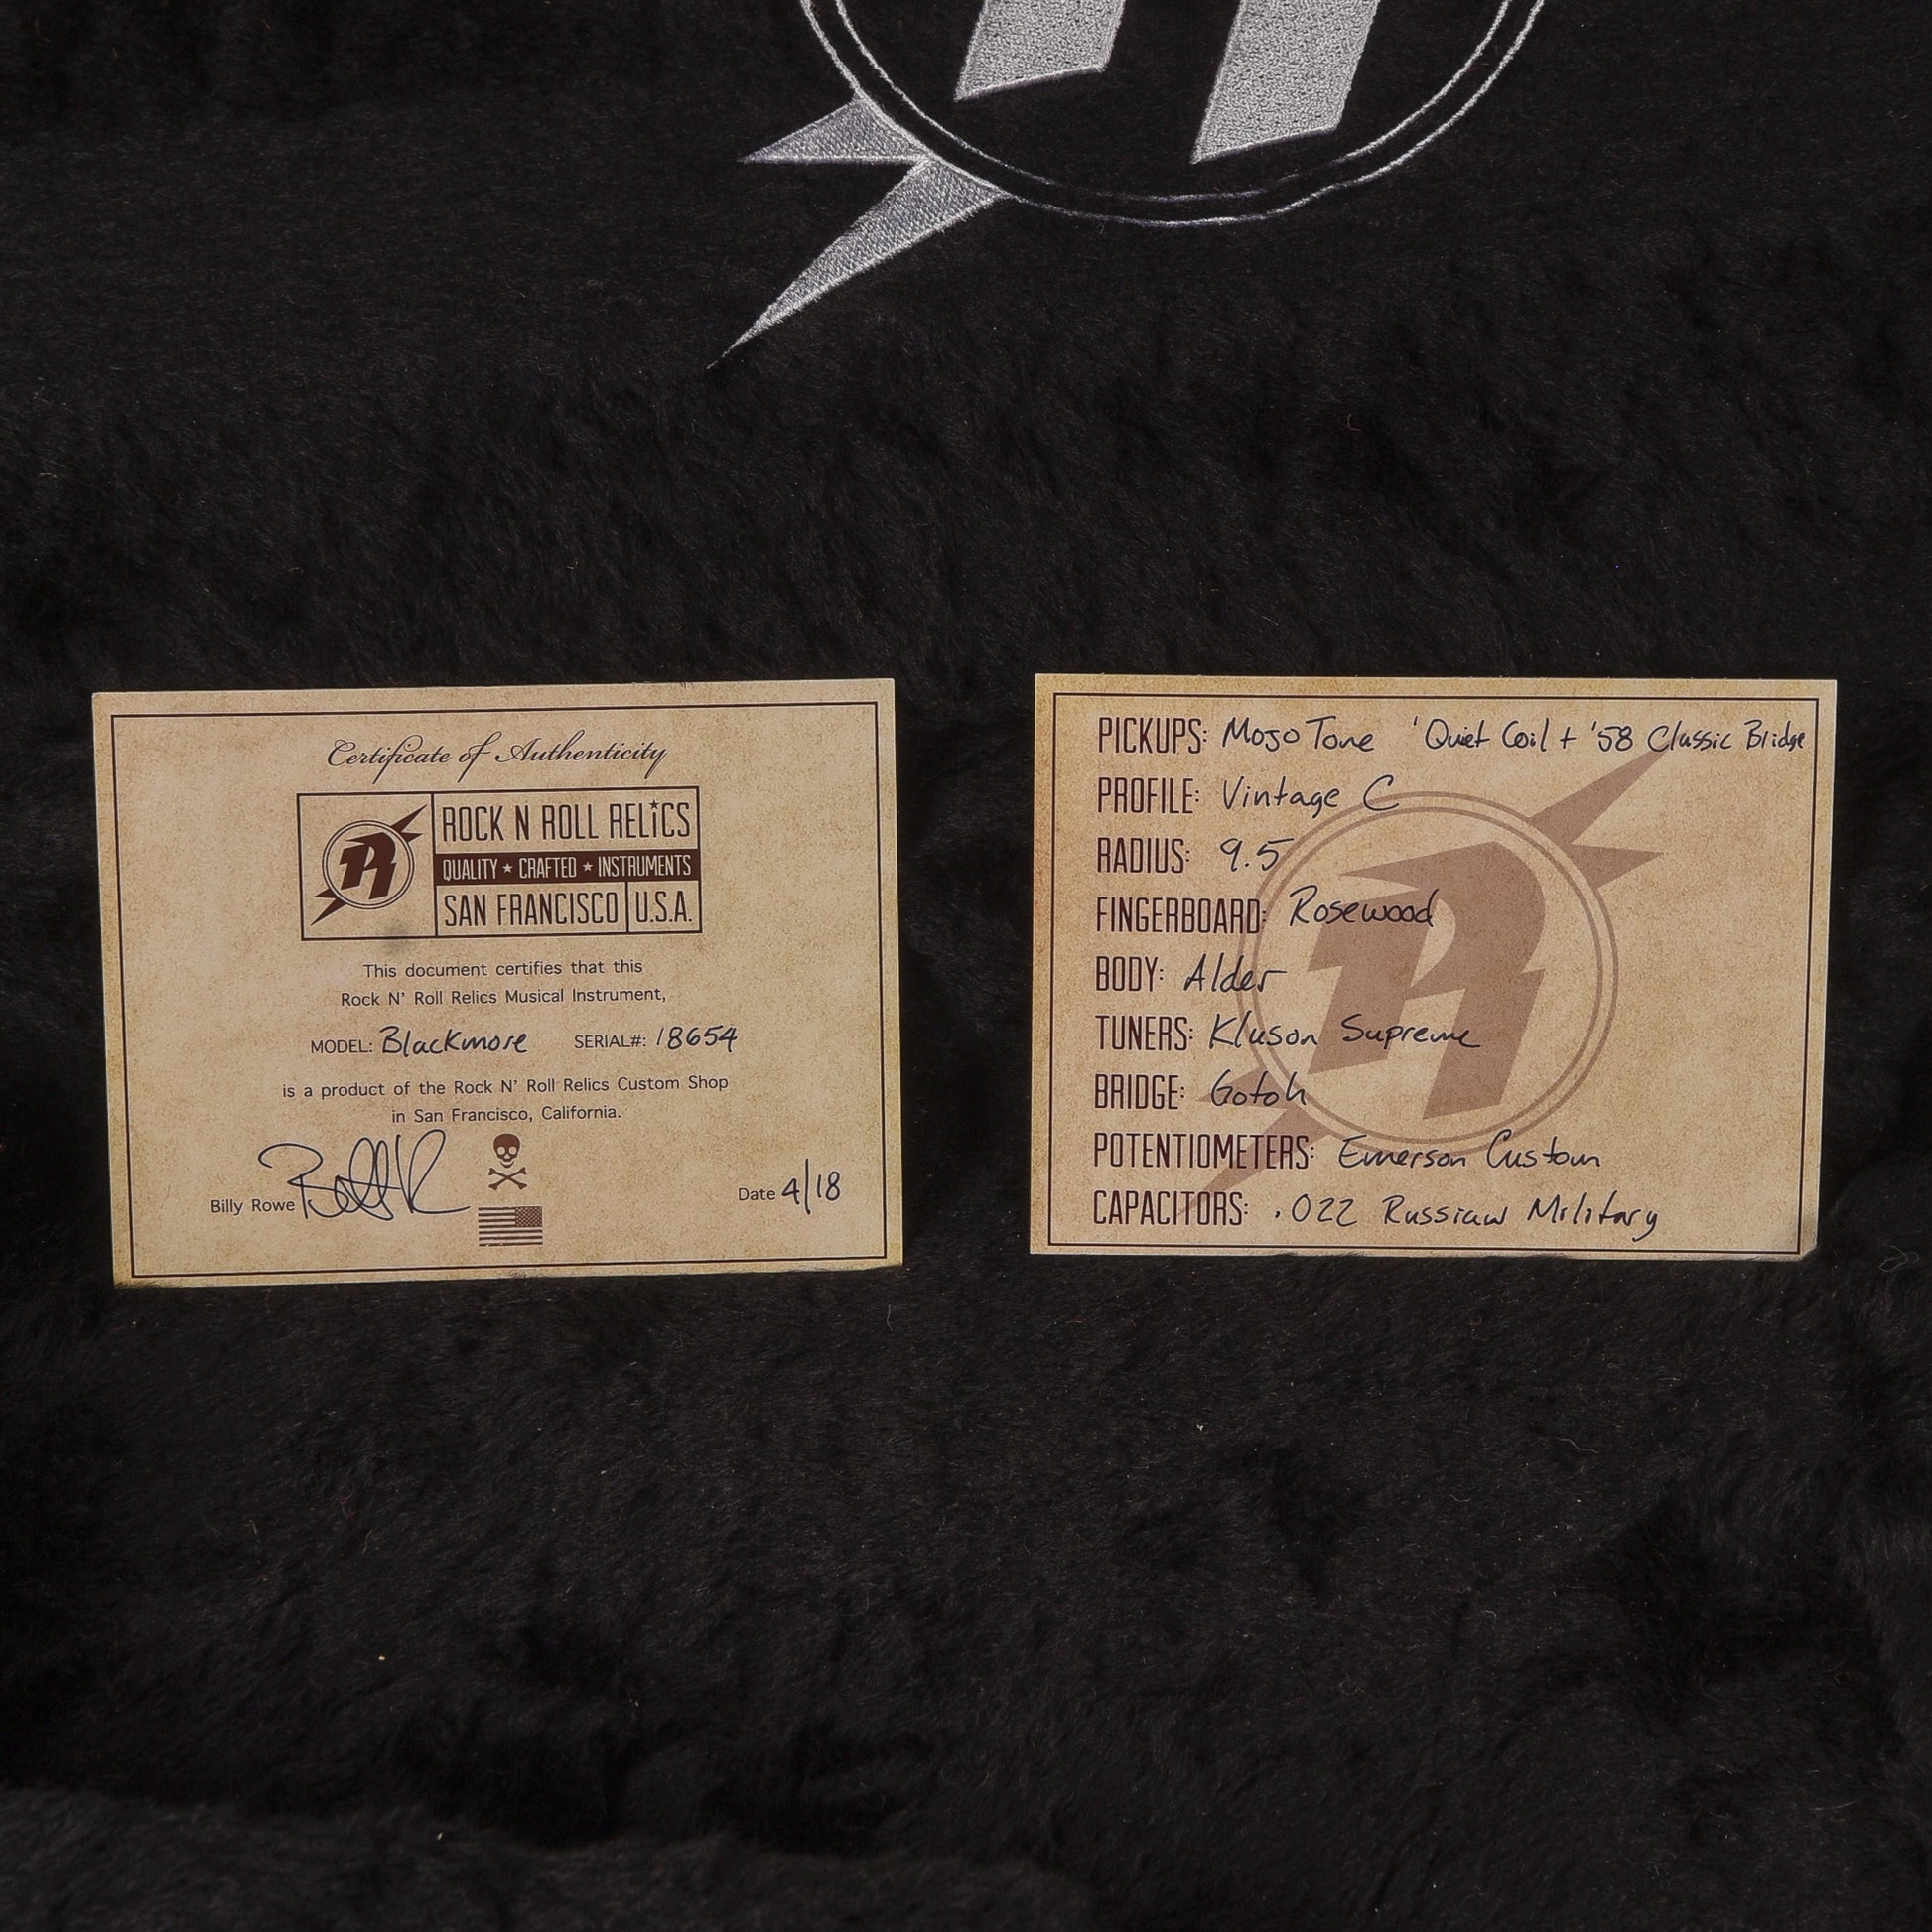 Certificate of Authenticity
R
ROCK N ROLL RELiCS
QUALITY ★ CRAFTED ★ INSTRUMENTS
SAN FRANCISCO U.S.A.
This document certifies that this
Rock N' Roll Relics Musical Instrument,
MODEL: Blackmore SERIAL#: 18654
is a product of the Rock N' Roll Relics Custom Shop
in San Francisco, California.
Billy Rowe
Date 4/18
PICKUPS: MojoTone 'Quiet Coil + '58 Classic Bridge
PROFILE: Vintage C
RADIUS: 9.5
FINGERBOARD: Rosewood
BODY: Alder
TUNERS: Kluson Supreme
BRIDGE: Gotoh
POTENTIOMETERS: Emerson Custom
CAPACITORS: .022 Russian Military